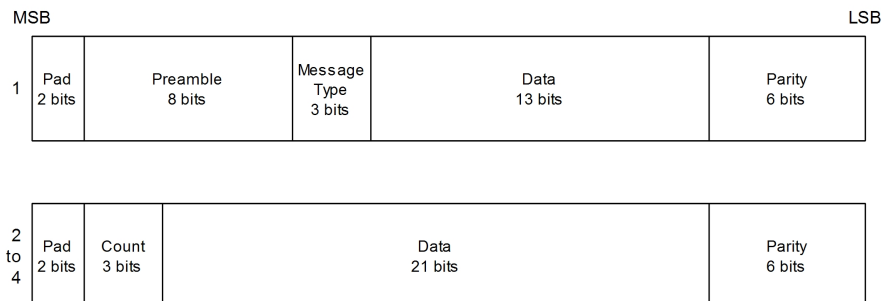 MSB
LSB
1
Pad
2 bits
Preamble
8 bits
Message
Type
3 bits
Data
13 bits
Parity
6 bits
2
to
4
Pad
2 bits
Count
3 bits
Data
21 bits
Parity
6 bits